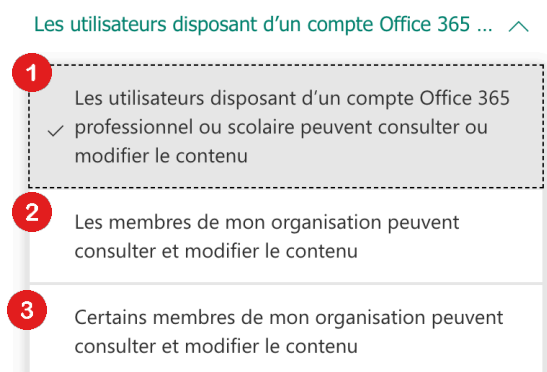 Les utilisateurs disposant d’un compte Office 365 ...
1
Les utilisateurs disposant d’un compte Office 365
professionnel ou scolaire peuvent consulter ou
modifier le contenu
2
Les membres de mon organisation peuvent
consulter et modifier le contenu
3
Certains membres de mon organisation peuvent
consulter et modifier le contenu